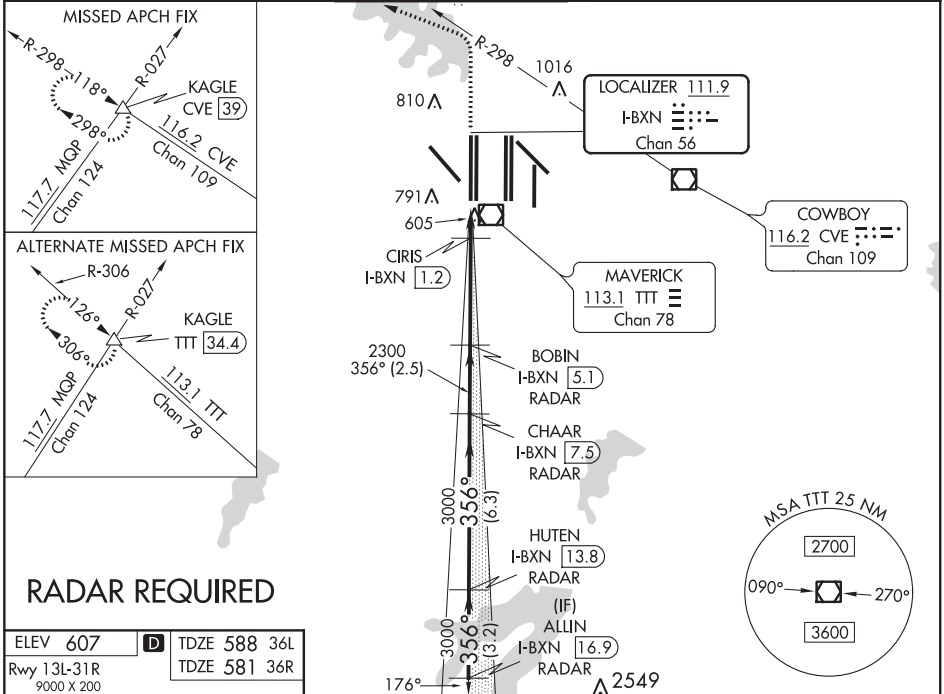 MISSED APCH FIX
R-298
118°
R-027
KAGLE
CVE 39
298°
116.2 CVE
Chan 109
117.7 MQP
Chan 124
ALTERNATE MISSED APCH FIX
R-306
126°
R-027
KAGLE
TTT 34.4
306°
113.1 TTT
Chan 78
117.7 MQP
Chan 124
RADAR REQUIRED
ELEV 607
D
TDZE 588 36L
TDZE 581 36R
Rwy 13L-31R
9000 X 200
R-298
1016
810
LOCALIZER 111.9
I-BXN
Chan 56
791
605
COWBOY
116.2 CVE
Chan 109
CIRIS
I-BXN 1.2
MAVERICK
113.1 TTT
Chan 78
2300
356° (2.5)
BOBIN
I-BXN 5.1
RADAR
CHAAR
I-BXN 7.5
RADAR
3000
356°
(6.3)
HUTEN
I-BXN 13.8
RADAR
3000
356°
(3.2)
(IF)
ALLIN
I-BXN 16.9
RADAR
176°
2549
MSA TTT 25 NM
2700
090°
270°
3600